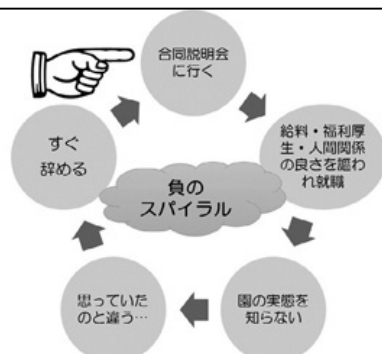 合同説明会
に行く
給料・福利厚
生・人間関係
の良さを謳わ
れ就職
園の実態を
知らない
思っていた
のと違う…
すぐ
辞める
負の
スパイラル